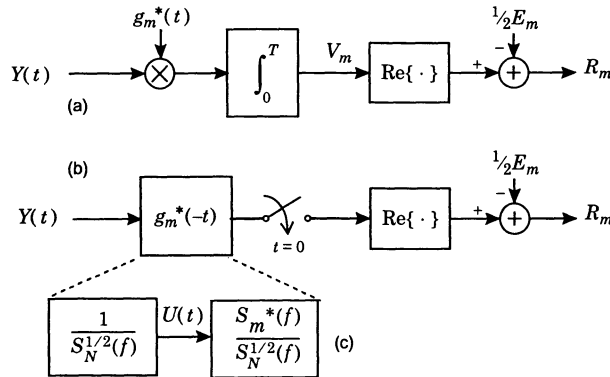 g_m*(t)
Y(t) ∫_0^T V_m Re{ · } + − ½E_m + R_m
(a)
(b)
Y(t) g_m*(−t) t = 0 Re{ · } + − ½E_m + R_m
1 / S_N^{1/2}(f) U(t) S_m*(f) / S_N^{1/2}(f) (c)